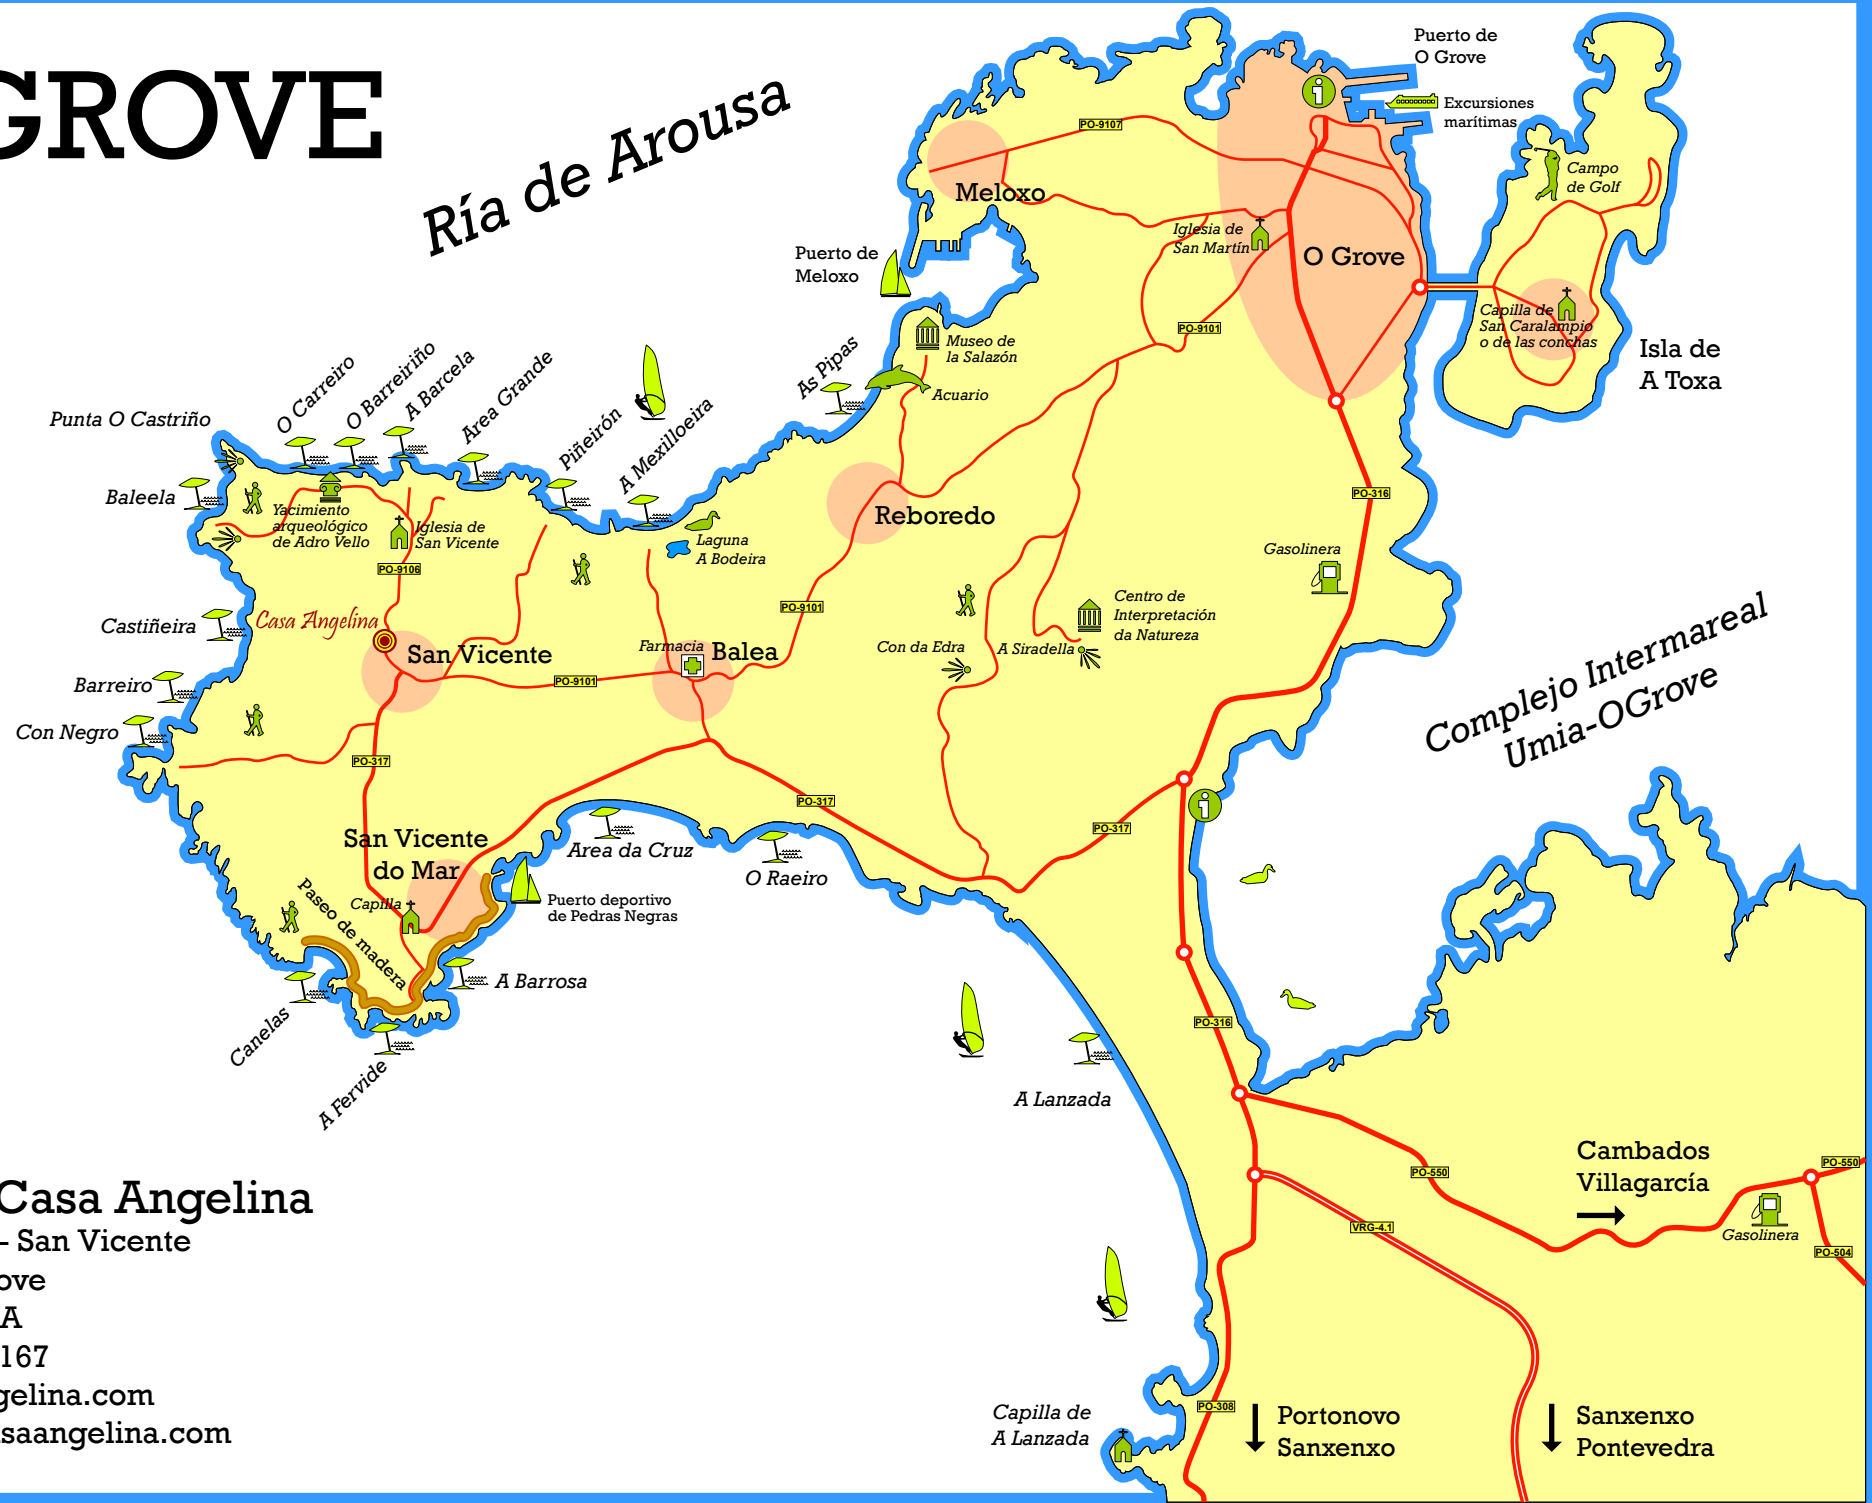 GROVE
Ría de Arousa
Puerto de
O Grove
Excursiones
marítimas
Campo
de Golf
PO-9107
Meloxo
Iglesia de
San Martín
O Grove
Puerto de
Meloxo
Capilla de
San Caralampio
o de las conchas
Isla de
A Toxa
PO-9101
Museo de
la Salazón
Acuario
As Pipas
Punta O Castriño
O Carreiro
O Barreiriño
A Barcela
Area Grande
Piñeirón
A Mexilloeira
Baleela
Yacimiento
arqueológico
de Adro Vello
Iglesia de
San Vicente
PO-9106
Laguna
A Bodeira
Reboredo
PO-316
Gasolinera
Castiñeira
Casa Angelina
San Vicente
PO-9101
Farmacia
Balea
PO-9101
Con da Edra
A Siradella
Centro de
Interpretación
da Natureza
Complejo Intermareal
Umia-OGrove
Barreiro
Con Negro
PO-317
PO-317
PO-317
San Vicente
do Mar
Capilla
Paseo de madera
Area da Cruz
O Raeiro
Puerto deportivo
de Pedras Negras
A Barrosa
Canelas
A Fervide
A Lanzada
PO-316
PO-550
Cambados
Villagarcía
PO-550
Gasolinera
PO-504
VRG-4.1
Casa Angelina
- San Vicente
ove
A
167
gelina.com
saangelina.com
Capilla de
A Lanzada
PO-308
Portonovo
Sanxenxo
Sanxenxo
Pontevedra